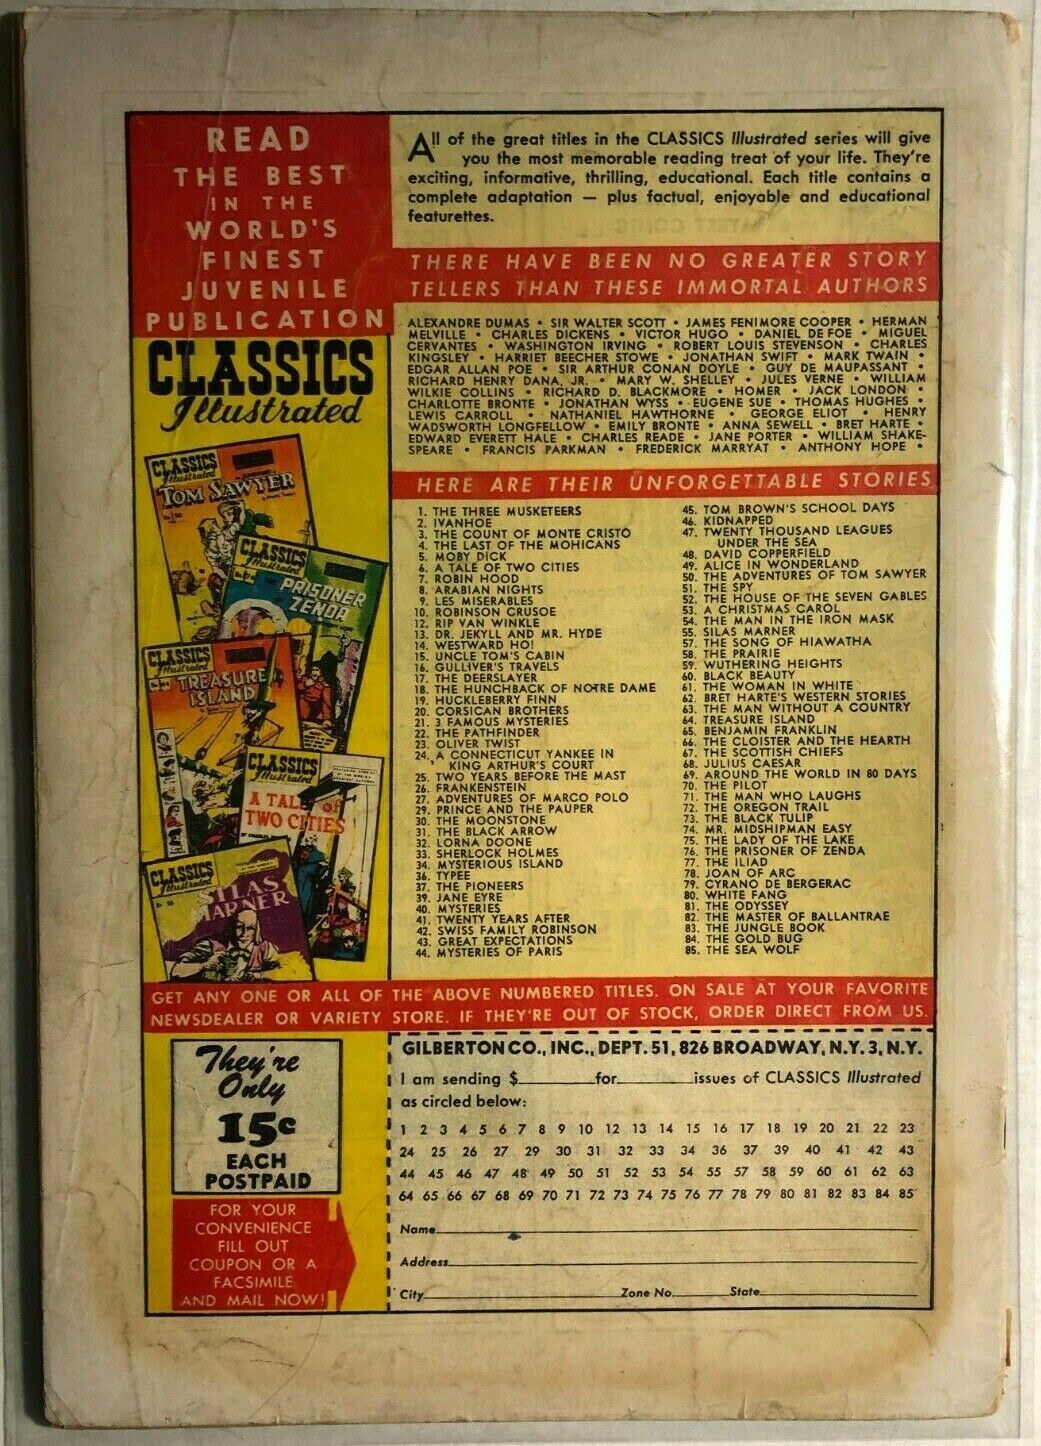 READ
THE BEST
IN THE
WORLD'S
FINEST
JUVENILE
PUBLICATION
CLASSICS
Illustrated
CLASSICS
Illustrated
TOM SAWYER
CLASSICS
Illustrated
PRISONER
ZENDA
CLASSICS
Illustrated
TREASURE
ISLAND
CLASSICS
Illustrated
A TALE of
TWO CITIES
CLASSICS
Illustrated
SILAS
MARNER
All of the great titles in the CLASSICS Illustrated series will give
you the most memorable reading treat of your life. They're
exciting, informative, thrilling, educational. Each title contains a
complete adaptation — plus factual, enjoyable and educational
featurettes.
THERE HAVE BEEN NO GREATER STORY
TELLERS THAN THESE IMMORTAL AUTHORS
ALEXANDRE DUMAS • SIR WALTER SCOTT • JAMES FENIMORE COOPER • HERMAN
MELVILLE • CHARLES DICKENS • VICTOR HUGO • DANIEL DE FOE • MIGUEL
CERVANTES • WASHINGTON IRVING • ROBERT LOUIS STEVENSON • CHARLES
KINGSLEY • HARRIET BEECHER STOWE • JONATHAN SWIFT • MARK TWAIN •
EDGAR ALLAN POE • SIR ARTHUR CONAN DOYLE • GUY DE MAUPASSANT •
RICHARD HENRY DANA, JR. • MARY W. SHELLEY • JULES VERNE • WILLIAM
WILKIE COLLINS • RICHARD D. BLACKMORE • HOMER • JACK LONDON •
CHARLOTTE BRONTE • JONATHAN WYSS • EUGENE SUE • THOMAS HUGHES •
LEWIS CARROLL • NATHANIEL HAWTHORNE • GEORGE ELIOT • HENRY
WADSWORTH LONGFELLOW • EMILY BRONTE • ANNA SEWELL • BRET HARTE •
EDWARD EVERETT HALE • CHARLES READE • JANE PORTER • WILLIAM SHAKE-
SPEARE • FRANCIS PARKMAN • FREDERICK MARRYAT • ANTHONY HOPE •
HERE ARE THEIR UNFORGETTABLE STORIES
1. THE THREE MUSKETEERS
2. IVANHOE
3. THE COUNT OF MONTE CRISTO
4. THE LAST OF THE MOHICANS
5. MOBY DICK
6. A TALE OF TWO CITIES
7. ROBIN HOOD
8. ARABIAN NIGHTS
9. LES MISERABLES
10. ROBINSON CRUSOE
12. RIP VAN WINKLE
13. DR. JEKYLL AND MR. HYDE
14. WESTWARD HO!
15. UNCLE TOM'S CABIN
16. GULLIVER'S TRAVELS
17. THE DEERSLAYER
18. THE HUNCHBACK OF NOTRE DAME
19. HUCKLEBERRY FINN
20. CORSICAN BROTHERS
21. 3 FAMOUS MYSTERIES
22. THE PATHFINDER
23. OLIVER TWIST
24. A CONNECTICUT YANKEE IN
KING ARTHUR'S COURT
25. TWO YEARS BEFORE THE MAST
26. FRANKENSTEIN
27. ADVENTURES OF MARCO POLO
29. PRINCE AND THE PAUPER
30. THE MOONSTONE
31. THE BLACK ARROW
32. LORNA DOONE
33. SHERLOCK HOLMES
34. MYSTERIOUS ISLAND
36. TYPEE
37. THE PIONEERS
39. JANE EYRE
40. MYSTERIES
41. TWENTY YEARS AFTER
42. SWISS FAMILY ROBINSON
43. GREAT EXPECTATIONS
44. MYSTERIES OF PARIS
45. TOM BROWN'S SCHOOL DAYS
46. KIDNAPPED
47. TWENTY THOUSAND LEAGUES
UNDER THE SEA
48. DAVID COPPERFIELD
49. ALICE IN WONDERLAND
50. THE ADVENTURES OF TOM SAWYER
51. THE SPY
52. THE HOUSE OF THE SEVEN GABLES
53. A CHRISTMAS CAROL
54. THE MAN IN THE IRON MASK
55. SILAS MARNER
57. THE SONG OF HIAWATHA
58. THE PRAIRIE
59. WUTHERING HEIGHTS
60. BLACK BEAUTY
61. THE WOMAN IN WHITE
62. BRET HARTE'S WESTERN STORIES
63. THE MAN WITHOUT A COUNTRY
64. TREASURE ISLAND
65. BENJAMIN FRANKLIN
66. THE CLOISTER AND THE HEARTH
67. THE SCOTTISH CHIEFS
68. JULIUS CAESAR
69. AROUND THE WORLD IN 80 DAYS
70. THE PILOT
71. THE MAN WHO LAUGHS
72. THE OREGON TRAIL
73. THE BLACK TULIP
74. MR. MIDSHIPMAN EASY
75. THE LADY OF THE LAKE
76. THE PRISONER OF ZENDA
77. THE ILIAD
78. JOAN OF ARC
79. CYRANO DE BERGERAC
80. WHITE FANG
81. THE ODYSSEY
82. THE MASTER OF BALLANTRAE
83. THE JUNGLE BOOK
84. THE GOLD BUG
85. THE SEA WOLF
GET ANY ONE OR ALL OF THE ABOVE NUMBERED TITLES. ON SALE AT YOUR FAVORITE
NEWSDEALER OR VARIETY STORE. IF THEY'RE OUT OF STOCK, ORDER DIRECT FROM US.
They're
Only
15c
EACH
POSTPAID
FOR YOUR
CONVENIENCE
FILL OUT
COUPON OR A
FACSIMILE
AND MAIL NOW!
GILBERTON CO., INC., DEPT. 51, 826 BROADWAY, N.Y. 3, N.Y.
I am sending $ for issues of CLASSICS Illustrated
as circled below:
1 2 3 4 5 6 7 8 9 10 12 13 14 15 16 17 18 19 20 21 22 23
24 25 26 27 29 30 31 32 33 34 36 37 39 40 41 42 43
44 45 46 47 48 49 50 51 52 53 54 55 57 58 59 60 61 62 63
64 65 66 67 68 69 70 71 72 73 74 75 76 77 78 79 80 81 82 83 84 85
Name
Address
City Zone No. State